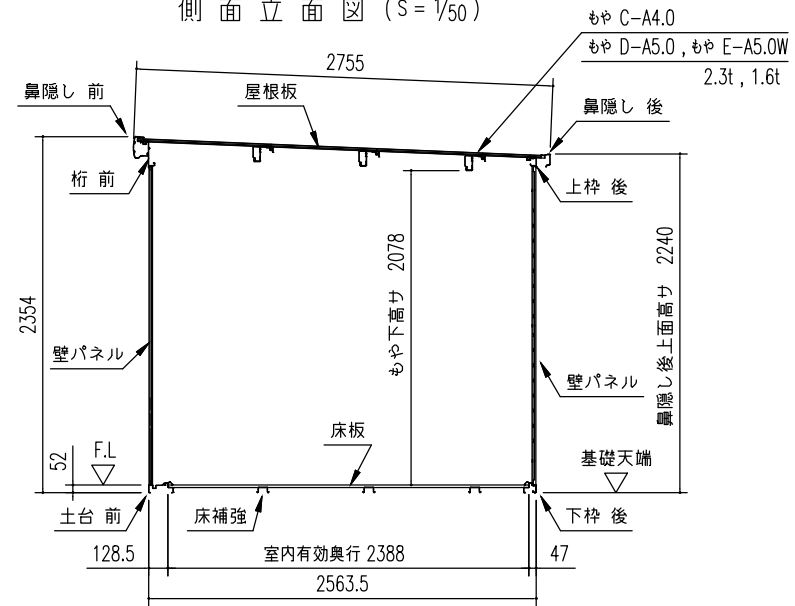 側面立面図 (S=1/50)
もや C-A4.0
もや D-A5.0 , もや E-A5.0W
2.3t , 1.6t
2755
鼻隠し 前
屋根板
鼻隠し 後
桁 前
上枠 後
2354
もや下高サ 2078
鼻隠し後上面高サ 2240
壁パネル
壁パネル
床板
52
F.L
基礎天端
土台 前
床補強
下枠 後
128.5
室内有効奥行 2388
47
2563.5